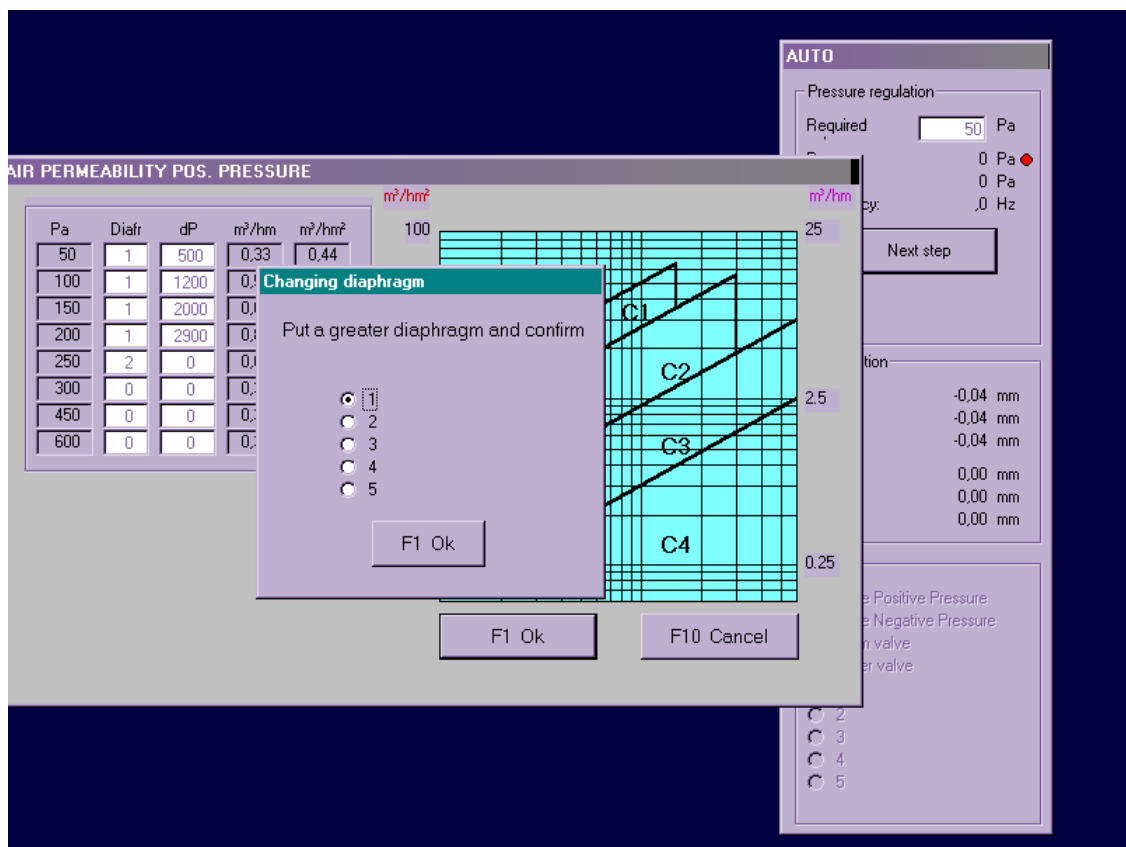 AUTO
Pressure regulation
Required 50 Pa
0 Pa
0 Pa
cy: ,0 Hz
Next step
AIR PERMEABILITY POS. PRESSURE
m³/hm²
m³/hm
Pa Diafr dP m³/hm m³/hm²
50 1 500 0,33 0,44
100 1 1200
150 1 2000
200 1 2900
250 2 0
300 0 0
450 0 0
600 0 0
100
25
2.5
0.25
C1
C2
C3
C4
Changing diaphragm
Put a greater diaphragm and confirm
1
2
3
4
5
F1 Ok
F1 Ok
F10 Cancel
tion
-0,04 mm
-0,04 mm
-0,04 mm
0,00 mm
0,00 mm
0,00 mm
e Positive Pressure
e Negative Pressure
valve
er valve
2
3
4
5